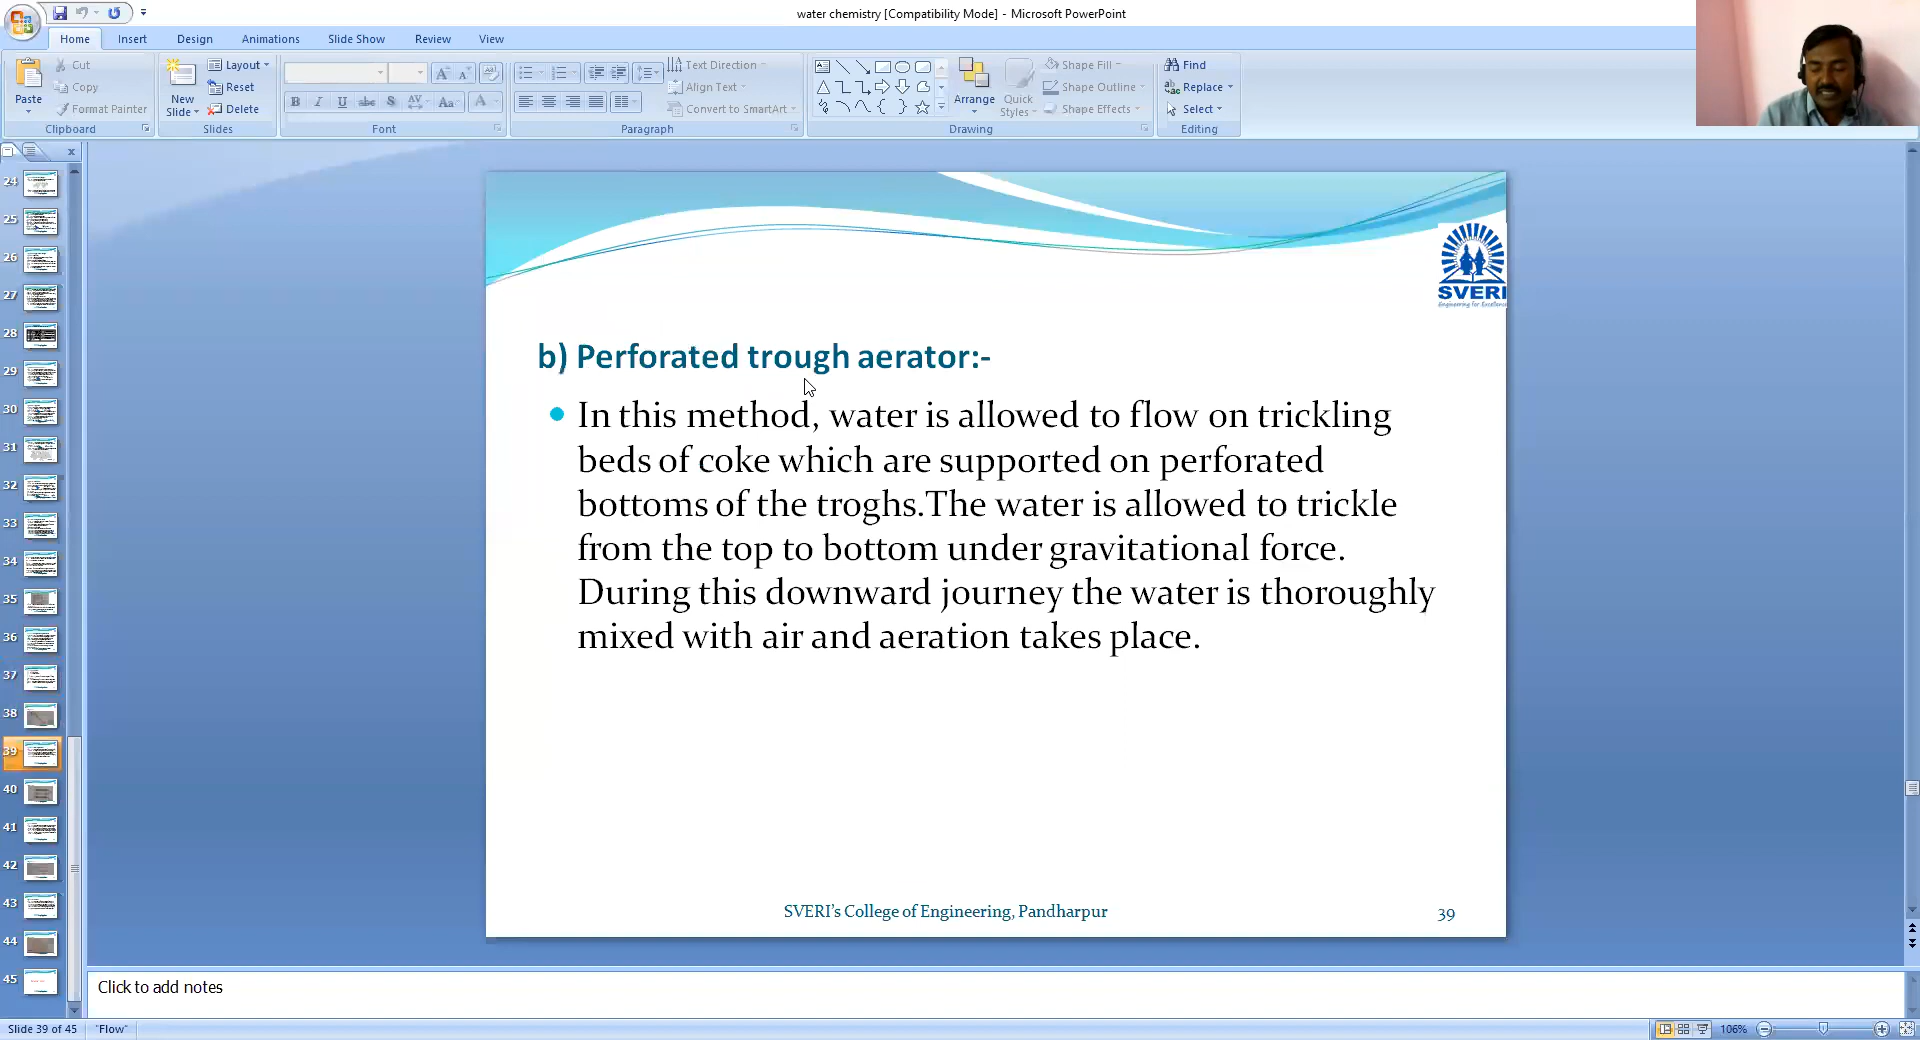 water chemistry [Compatibility Mode] - Microsoft PowerPoint
Home Insert Design Animations Slide Show Review View
Paste
Cut
Copy
Format Painter
Clipboard
New
Slide
Layout
Reset
Delete
Slides
B I U abc S AV Aa A
Font
Text Direction
Align Text
Convert to SmartArt
Paragraph
Arrange
Quick
Styles
Shape Fill
Shape Outline
Shape Effects
Drawing
Find
Replace
Select
Editing
24
25
26
27
28
29
30
31
32
33
34
35
36
37
38
39
40
41
42
43
44
45
SVERI
Engineering for Excellence
b) Perforated trough aerator:-
In this method, water is allowed to flow on trickling
beds of coke which are supported on perforated
bottoms of the troghs.The water is allowed to trickle
from the top to bottom under gravitational force.
During this downward journey the water is thoroughly
mixed with air and aeration takes place.
SVERI's College of Engineering, Pandharpur
39
Click to add notes
Slide 39 of 45 "Flow" 106%